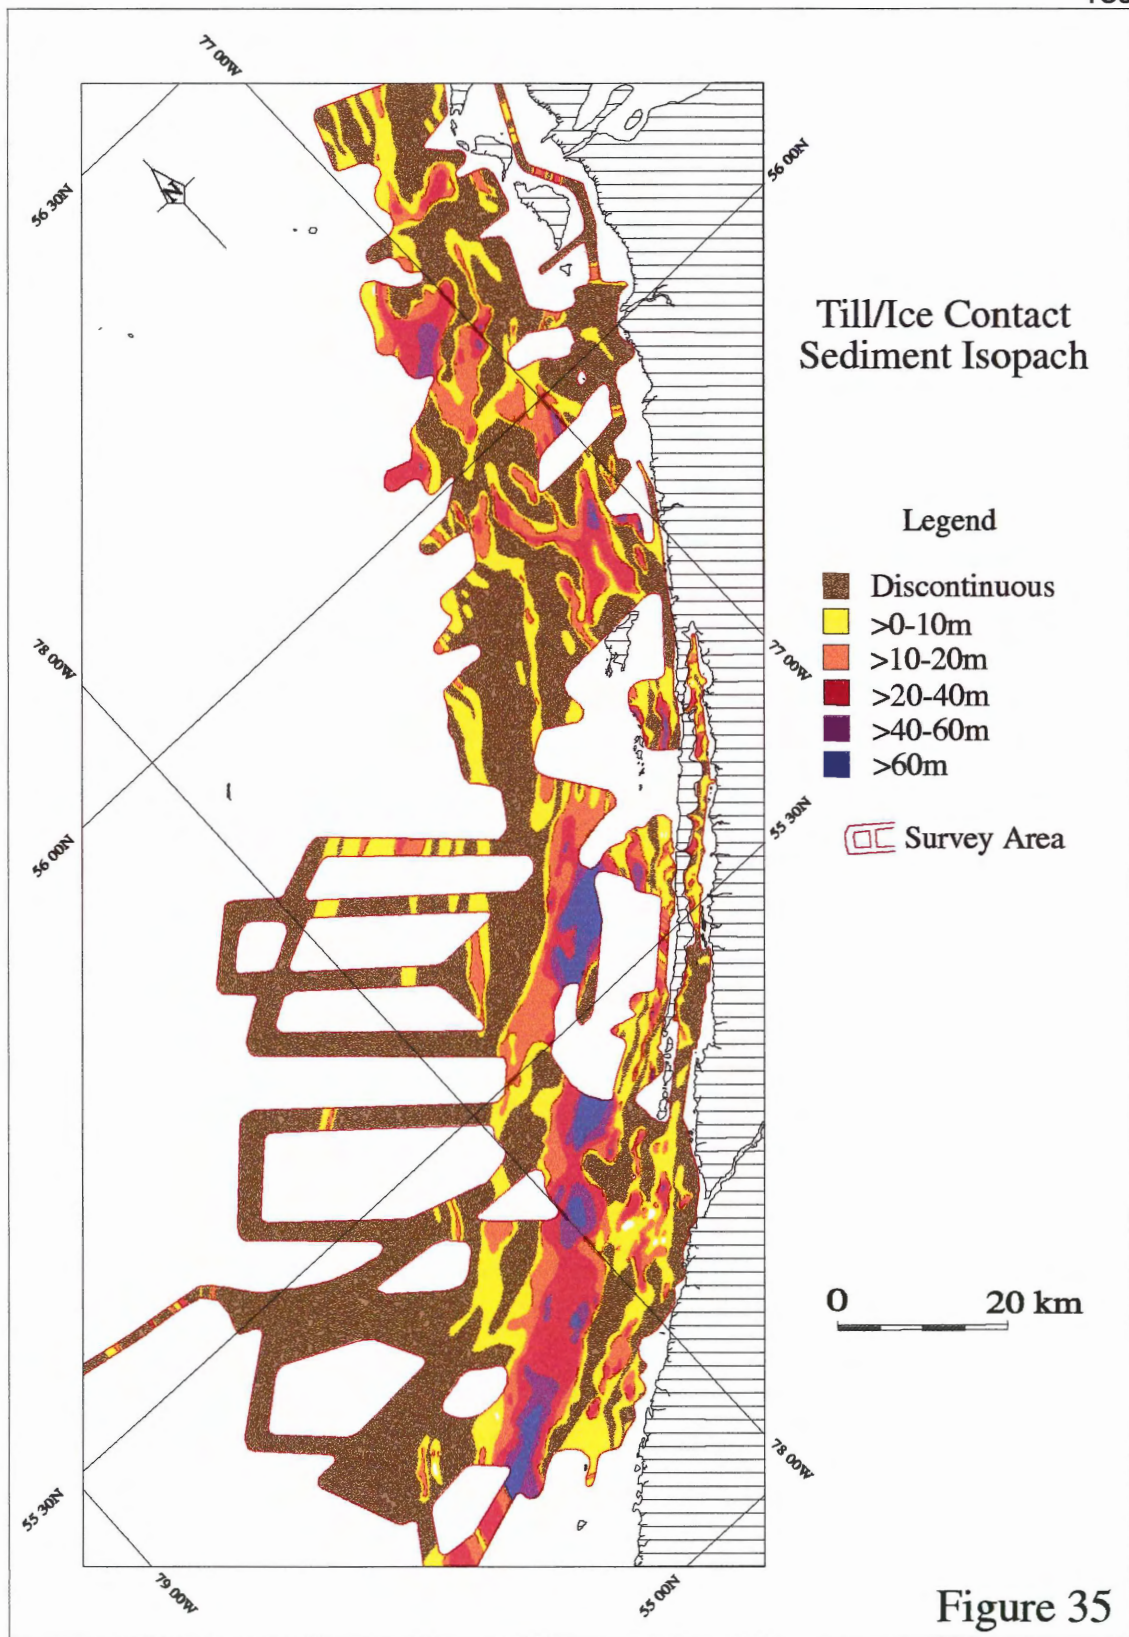 77 00W
56 30N
N
56 00N
Till/Ice Contact
Sediment Isopach
Legend
Discontinuous
>0-10m
>10-20m
>20-40m
>40-60m
>60m
Survey Area
78 00W
77 00W
55 30N
56 00N
0 20 km
78 00W
55 30N
79 00W
55 00N
Figure 35